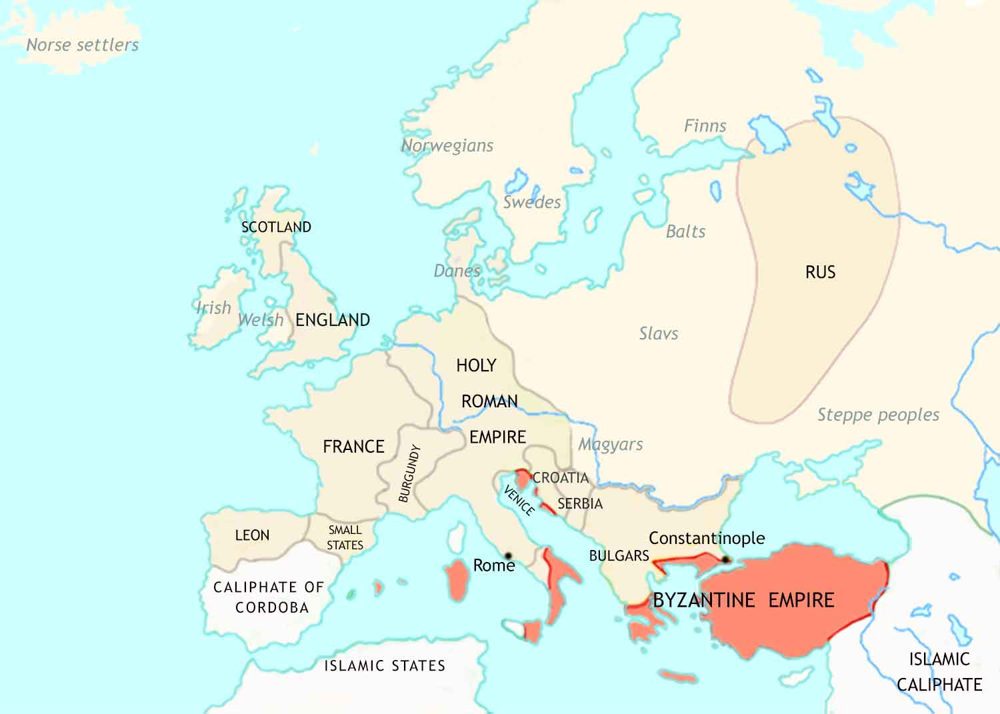 Norse settlers
Finns
Norwegians
Swedes
SCOTLAND
Balts
Danes
RUS
Irish
Welsh
ENGLAND
Slavs
HOLY
ROMAN
EMPIRE
Steppe peoples
FRANCE
BURGUNDY
Magyars
CROATIA
VENICE
SERBIA
LEON
SMALL
STATES
Constantinople
BULGARS
Rome
CALIPHATE OF
CORDOBA
BYZANTINE EMPIRE
ISLAMIC STATES
ISLAMIC
CALIPHATE